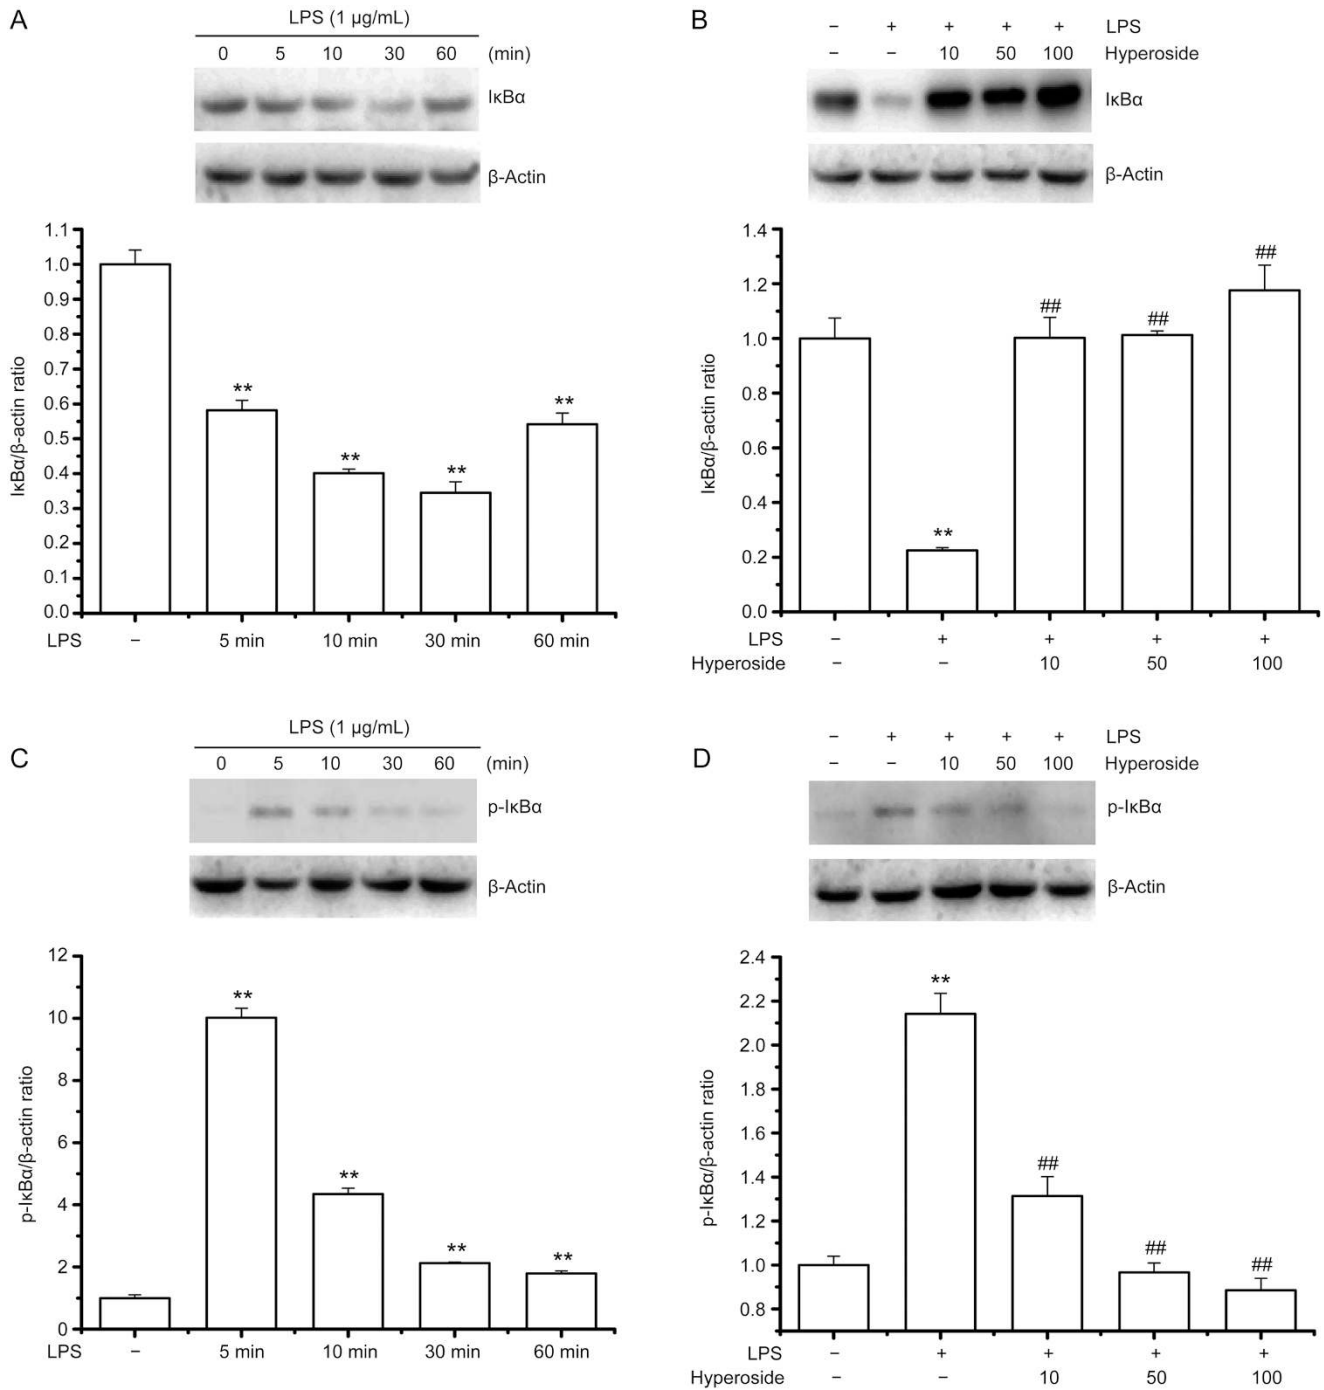 A
LPS (1 µg/mL)
0 5 10 30 60 (min)
IκBα
β-Actin
1.1
1.0
0.9
0.8
0.7
0.6
0.5
0.4
0.3
0.2
0.1
0.0
IκBα/β-actin ratio
** ** ** **
LPS – 5 min 10 min 30 min 60 min
B
– + + + + LPS
– – 10 50 100 Hyperoside
IκBα
β-Actin
1.4
1.2
1.0
0.8
0.6
0.4
0.2
0.0
IκBα/β-actin ratio
** ## ## ##
LPS – + + + +
Hyperoside – – 10 50 100
C
LPS (1 µg/mL)
0 5 10 30 60 (min)
p-IκBα
β-Actin
12
10
8
6
4
2
0
p-IκBα/β-actin ratio
** ** ** **
LPS – 5 min 10 min 30 min 60 min
D
– + + + + LPS
– – 10 50 100 Hyperoside
p-IκBα
β-Actin
2.4
2.2
2.0
1.8
1.6
1.4
1.2
1.0
0.8
p-IκBα/β-actin ratio
** ## ## ##
LPS – + + + +
Hyperoside – – 10 50 100